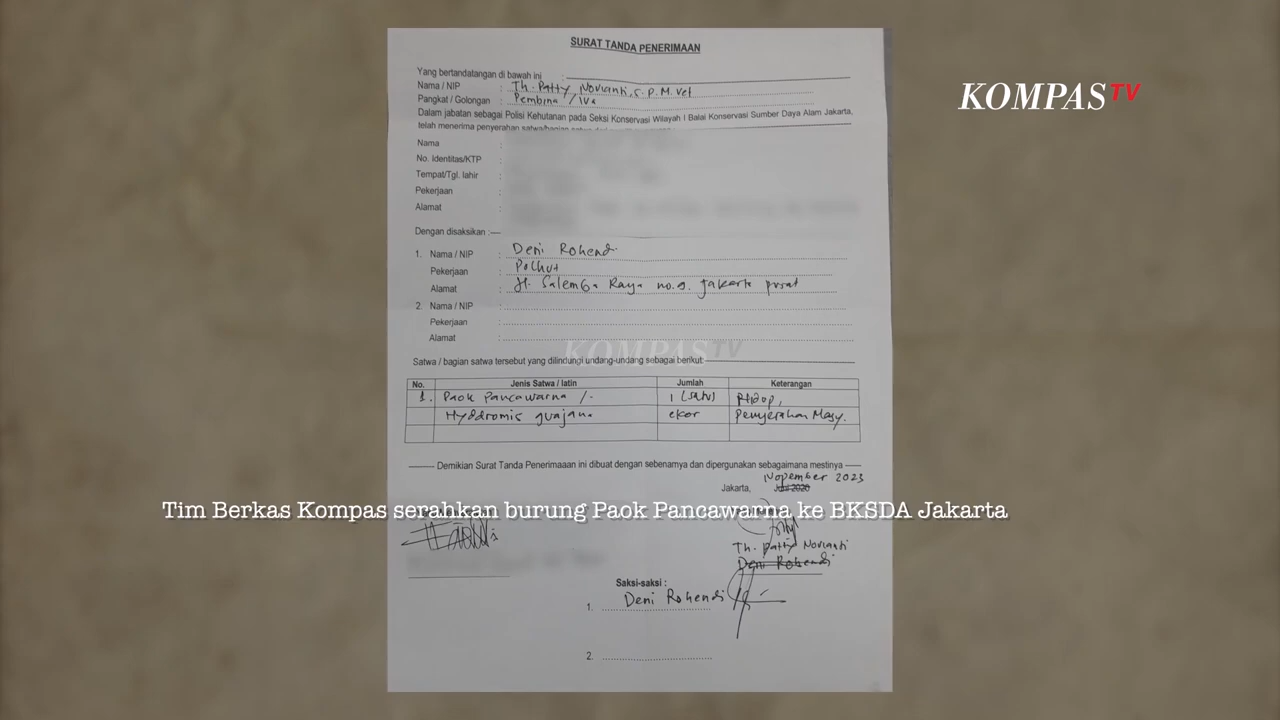 SURAT TANDA PENERIMAAN
KOMPAS TV
Yang bertandatangan di bawah ini :
Nama / NIP : Th. Patty Novianti, S.P. M.Vet
Pangkat / Golongan : Pembina / IVa
Dalam jabatan sebagai Polisi Kehutanan pada Seksi Konservasi Wilayah I Balai Konservasi Sumber Daya Alam Jakarta,
telah menerima penyerahan satwa/bagian
Nama :
No. Identitas/KTP :
Tempat/Tgl. lahir :
Pekerjaan :
Alamat :
Dengan disaksikan :
1. Nama / NIP : Deni Rohendi
Pekerjaan : Polhut
Alamat : Jl. Salemba Raya no.9. Jakarta pusat
2. Nama / NIP :
Pekerjaan :
Alamat :
KOMPAS TV
Satwa / bagian satwa tersebut yang dilindungi undang-undang sebagai berikut:
No. Jenis Satwa / latin Jumlah Keterangan
1. Paok Pancawarna /- 1 (satu) Hidup,
Hyddromis guajana ekor Penyerahan Masy.
Demikian Surat Tanda Penerimaaan ini dibuat dengan sebenarnya dan dipergunakan sebagaimana mestinya
Nopember 2023
Jakarta, Juli 2020
Tim Berkas Kompas serahkan burung Paok Pancawarna ke BKSDA Jakarta
Th. Patty Novianti
Deni Rohendi
Saksi-saksi :
1. Deni Rohendi
2.